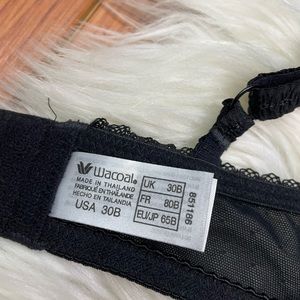 Wacoal®
MADE IN THAILAND
FABRIQUÉ EN THAÏLANDE
HECHO EN TAILANDIA
USA 30B
UK 30B
FR 80B
EU/JP 65B
851186